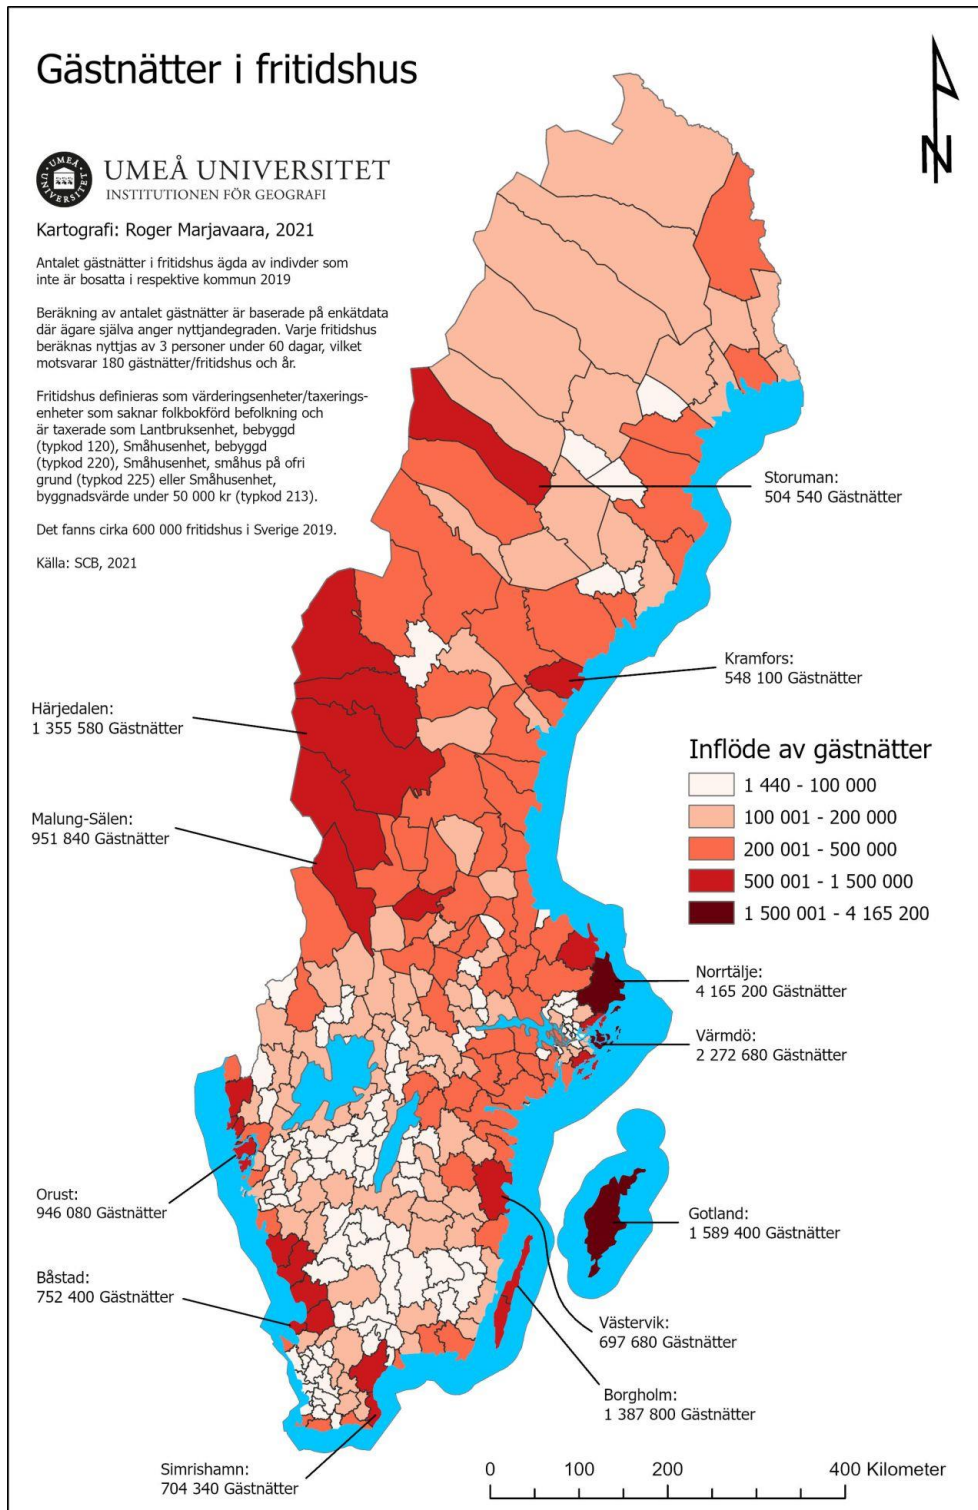 Gästnätter i fritidshus
UMEÅ UNIVERSITET
INSTITUTIONEN FÖR GEOGRAFI
UMEÅ
UNIVERSITET
Kartografi: Roger Marjavaara, 2021
Antalet gästnätter i fritidshus ägda av indivder som
inte är bosatta i respektive kommun 2019
Beräkning av antalet gästnätter är baserade på enkätdata
där ägare själva anger nyttjandegraden. Varje fritidshus
beräknas nyttjas av 3 personer under 60 dagar, vilket
motsvarar 180 gästnätter/fritidshus och år.
Fritidshus definieras som värderingsenheter/taxerings-
enheter som saknar folkbokförd befolkning och
är taxerade som Lantbruksenhet, bebyggd
(typkod 120), Småhusenhet, bebyggd
(typkod 220), Småhusenhet, småhus på ofri
grund (typkod 225) eller Småhusenhet,
byggnadsvärde under 50 000 kr (typkod 213).
Det fanns cirka 600 000 fritidshus i Sverige 2019.
Källa: SCB, 2021
N
Storuman:
504 540 Gästnätter
Kramfors:
548 100 Gästnätter
Härjedalen:
1 355 580 Gästnätter
Malung-Sälen:
951 840 Gästnätter
Inflöde av gästnätter
1 440 - 100 000
100 001 - 200 000
200 001 - 500 000
500 001 - 1 500 000
1 500 001 - 4 165 200
Norrtälje:
4 165 200 Gästnätter
Värmdö:
2 272 680 Gästnätter
Orust:
946 080 Gästnätter
Gotland:
1 589 400 Gästnätter
Båstad:
752 400 Gästnätter
Västervik:
697 680 Gästnätter
Borgholm:
1 387 800 Gästnätter
Simrishamn:
704 340 Gästnätter
0 100 200 400 Kilometer